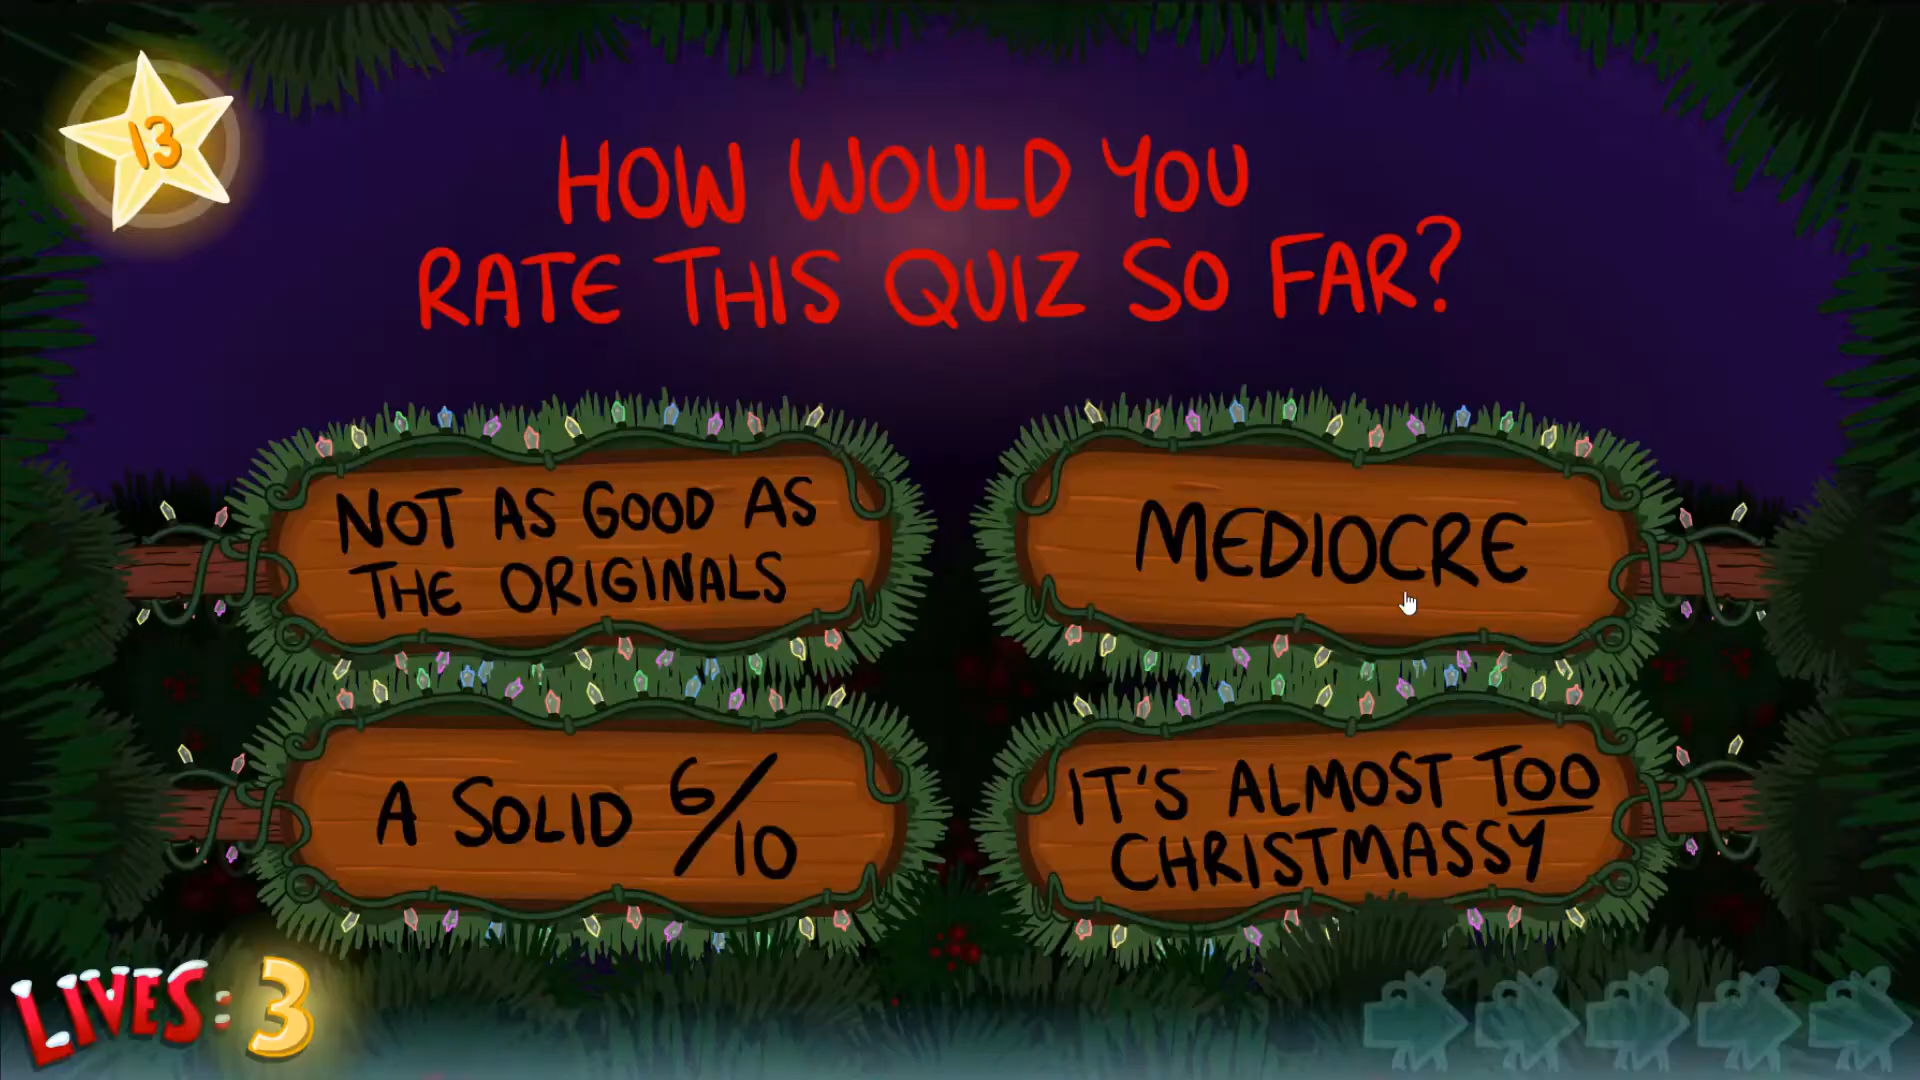 13
HOW WOULD YOU
RATE THIS QUIZ SO FAR?
NOT AS GOOD AS
THE ORIGINALS
MEDIOCRE
A SOLID 6/10
IT'S ALMOST TOO
CHRISTMASSY
LIVES: 3